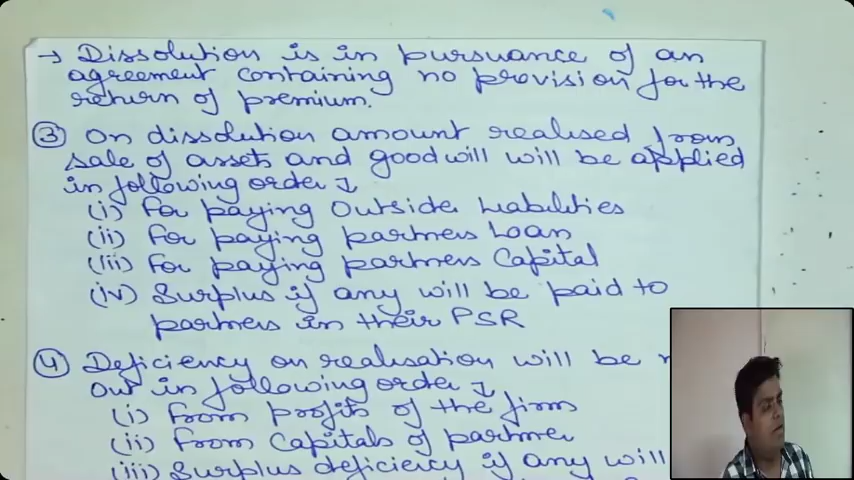 → Dissolution is in pursuance of an
agreement containing no provision for the
return of premium.
③ On dissolution amount realised from
sale of assets and goodwill will be applied
in following order ↴
(i) For paying outside liabilities
(ii) For paying partners Loan
(iii) For paying partners Capital
(iv) Surplus if any will be paid to
partners in their PSR
④ Deficiency on realisation will be
out in following order ↴
(i) From profits of the firm
(ii) From Capitals of partner
(iii) Surplus deficiency if any will